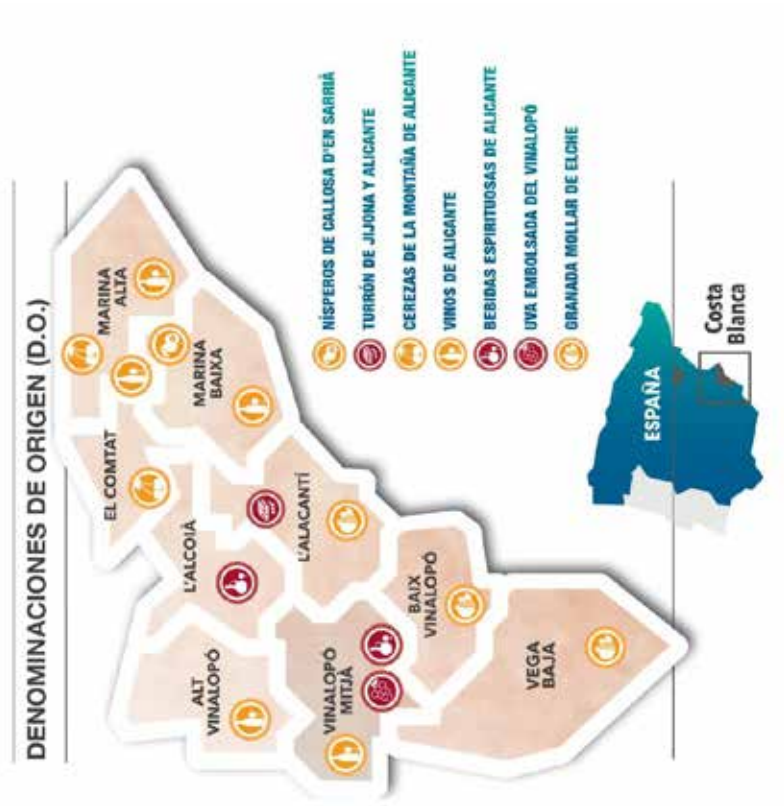 DENOMINACIONES DE ORIGEN (D.O.)
MARINA
ALTA
EL COMTAT
MARINA
BAIXA
L'ALCOIÀ
L'ALACANTÍ
ALT
VINALOPÓ
VINALOPÓ
MITJÀ
BAIX
VINALOPÓ
VEGA
BAJA
NÍSPEROS DE CALLOSA D'EN SARRIÀ
TURRÓN DE JIJONA Y ALICANTE
CEREZAS DE LA MONTAÑA DE ALICANTE
VINOS DE ALICANTE
BEBIDAS ESPIRITUOSAS DE ALICANTE
UVA EMBOLSADA DEL VINALOPÓ
GRANADA MOLLAR DE ELCHE
ESPAÑA
Costa
Blanca